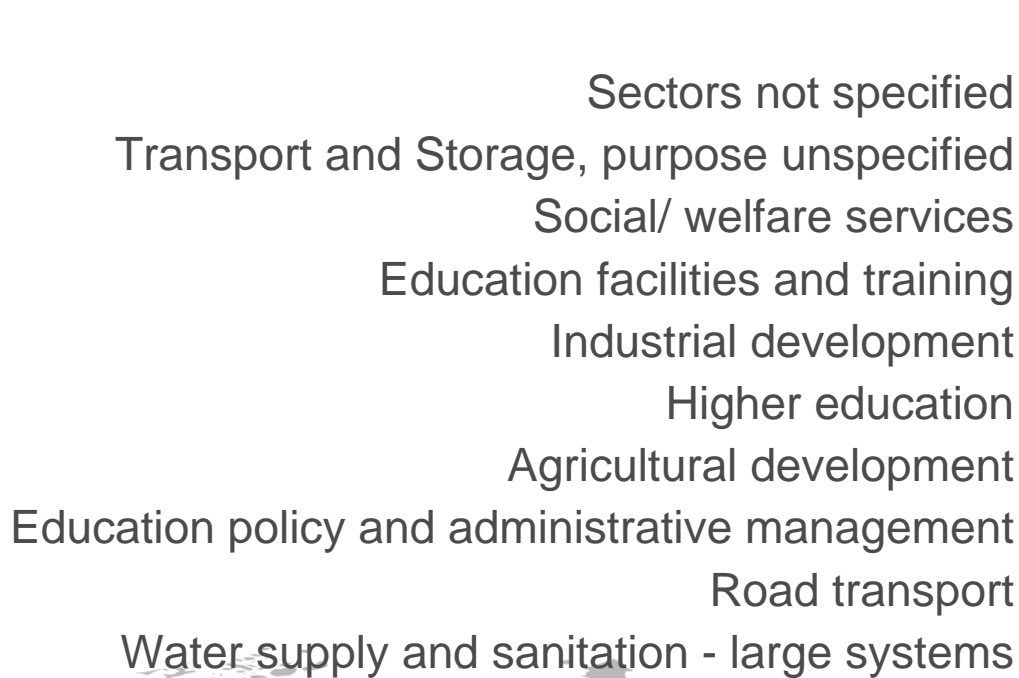 Sectors not specified
Transport and Storage, purpose unspecified
Social/ welfare services
Education facilities and training
Industrial development
Higher education
Agricultural development
Education policy and administrative management
Road transport
Water supply and sanitation - large systems